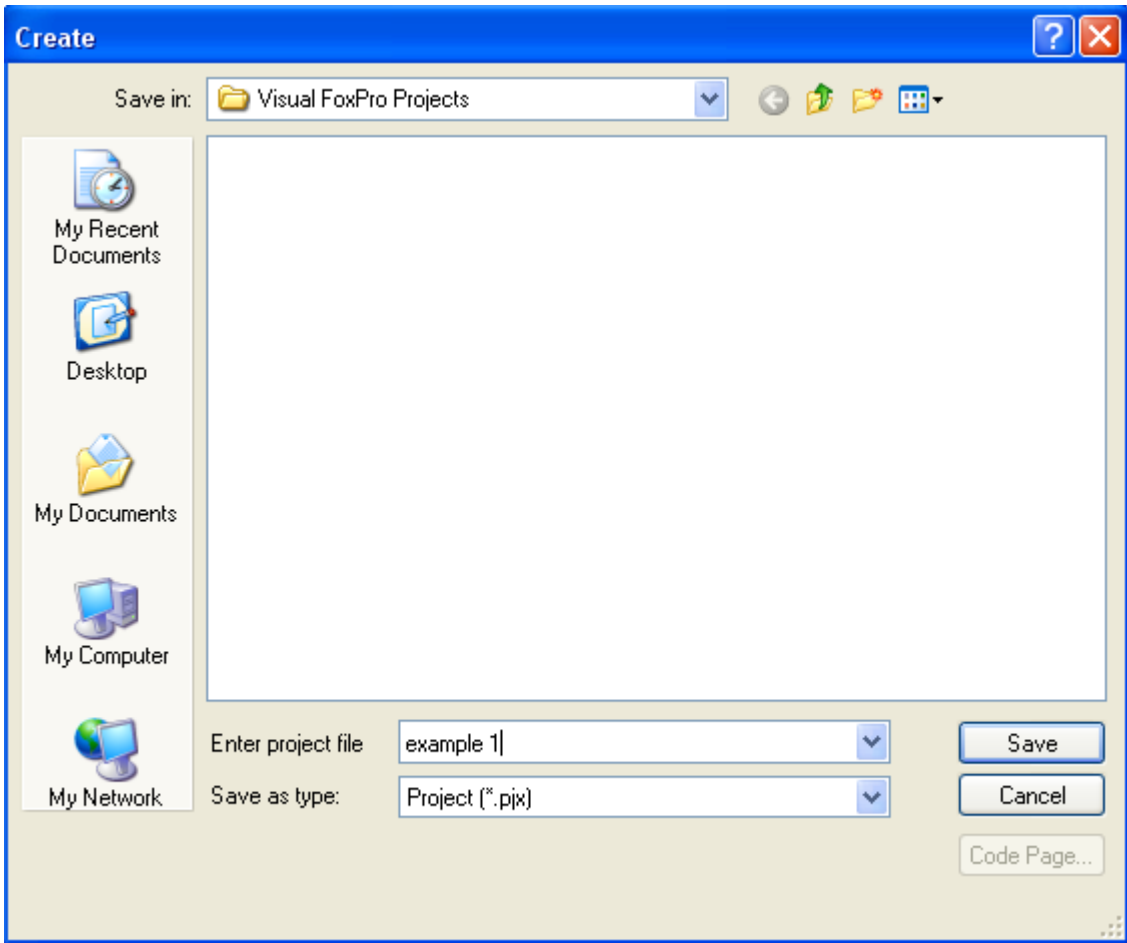 Create
Save in:
Visual FoxPro Projects
My Recent
Documents
Desktop
My Documents
My Computer
My Network
Enter project file
example 1
Save
Save as type:
Project (*.pjx)
Cancel
Code Page...